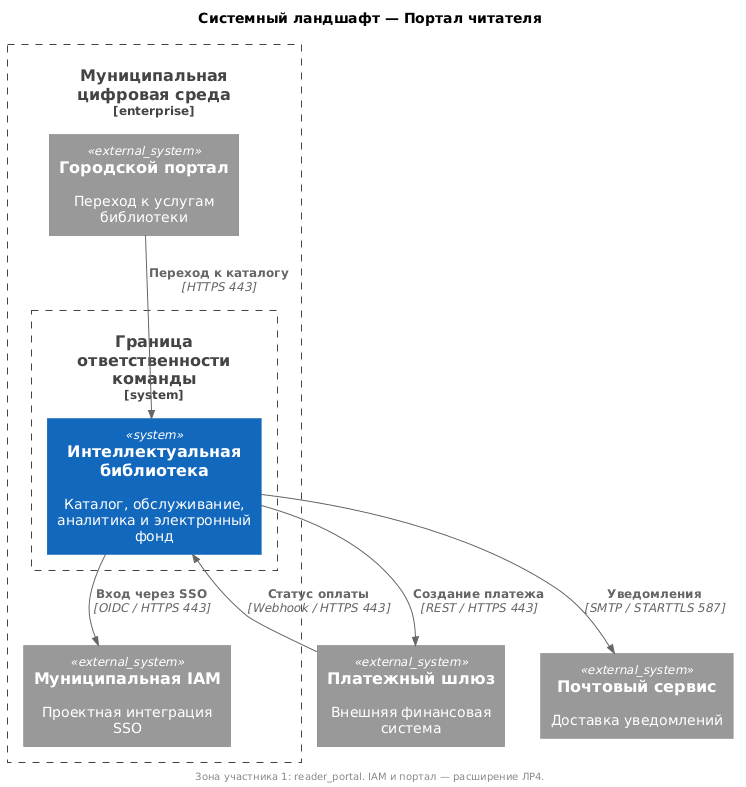 Системный ландшафт — Портал читателя
Муниципальная
цифровая среда
[enterprise]
«external_system»
Городской портал
Переход к услугам
библиотеки
Переход к каталогу
[HTTPS 443]
Граница
ответственности
команды
[system]
«system»
Интеллектуальная
библиотека
Каталог, обслуживание,
аналитика и электронный
фонд
Вход через SSO
[OIDC / HTTPS 443]
Статус оплаты
[Webhook / HTTPS 443]
Создание платежа
[REST / HTTPS 443]
Уведомления
[SMTP / STARTTLS 587]
«external_system»
Муниципальная IAM
Проектная интеграция
SSO
«external_system»
Платежный шлюз
Внешняя финансовая
система
«external_system»
Почтовый сервис
Доставка уведомлений
Зона участника 1: reader_portal. IAM и портал — расширение ЛР4.